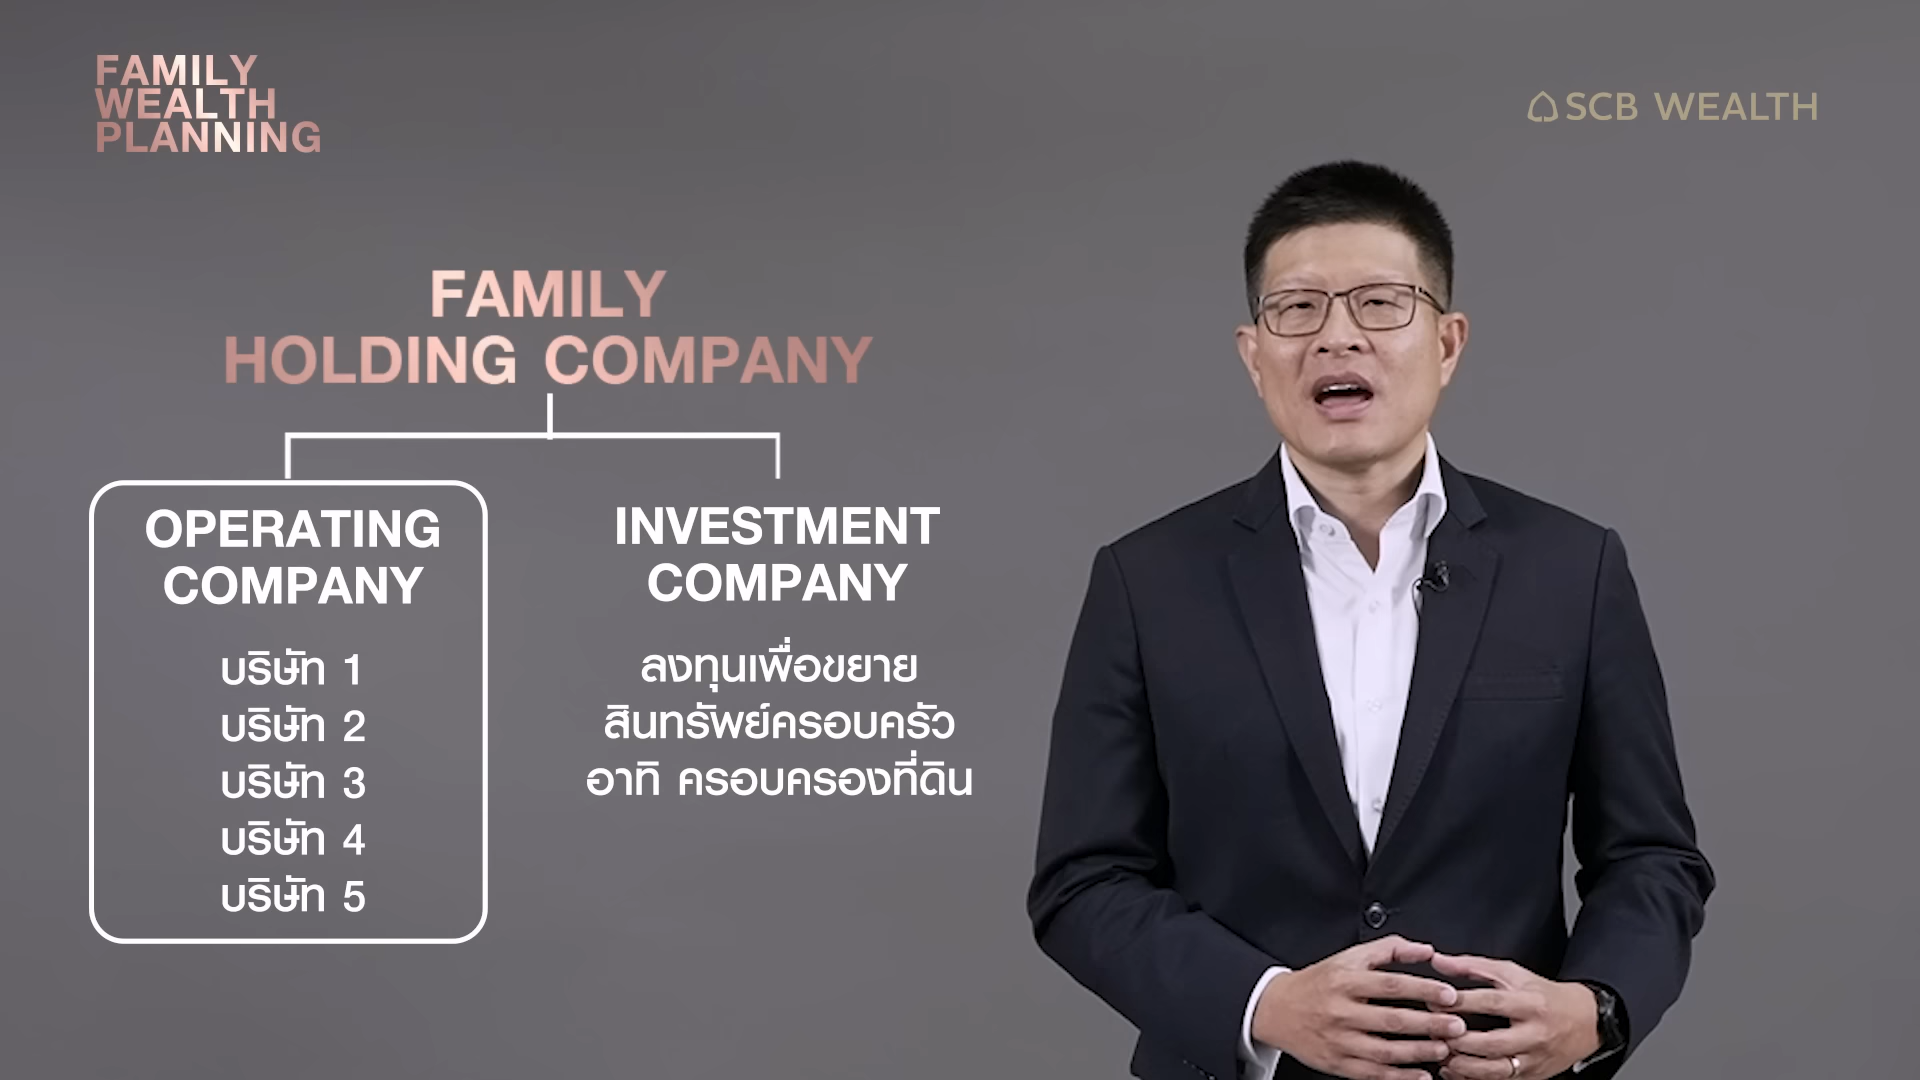 FAMILY
WEALTH
PLANNING
SCB WEALTH
FAMILY
HOLDING COMPANY
OPERATING
COMPANY
บริษัท 1
บริษัท 2
บริษัท 3
บริษัท 4
บริษัท 5
INVESTMENT
COMPANY
ลงทุนเพื่อขยาย
สินทรัพย์ครอบครัว
อาทิ ครอบครองที่ดิน